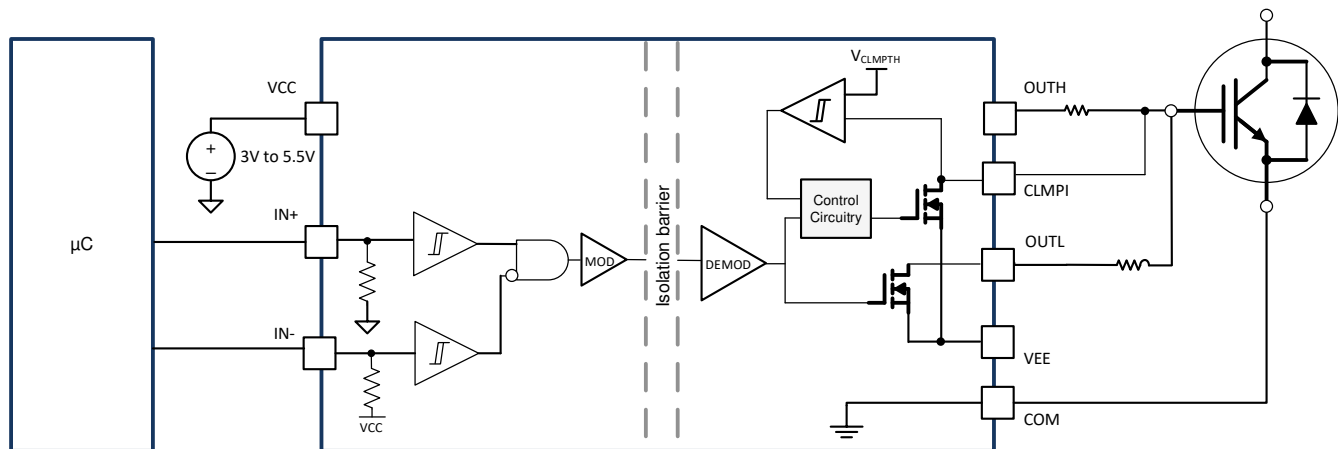 µC
VCC
+
−
3V to 5.5V
IN+
IN-
VCC
MOD
Isolation barrier
DEMOD
VCLMPTH
Control
Circuitry
OUTH
CLMPI
OUTL
VEE
COM